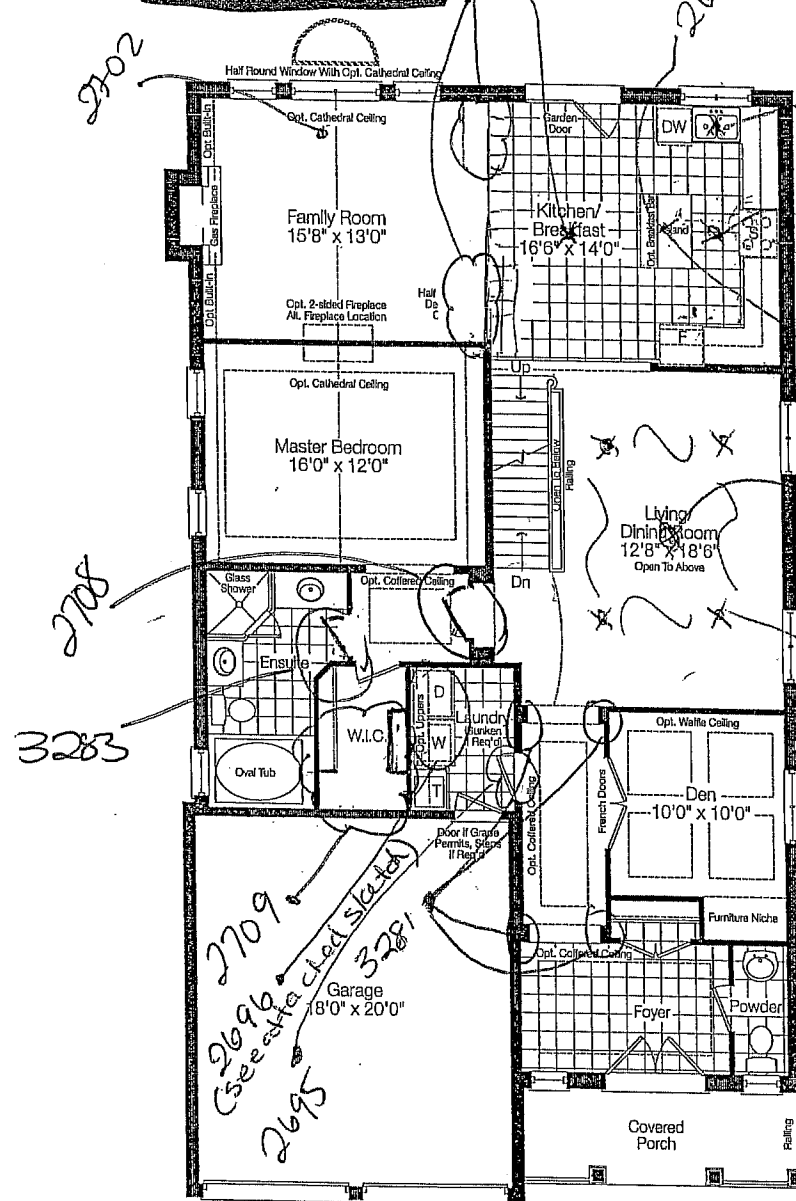 2702
Half Round Window With Opt. Cathedral Ceiling
Opt. Cathedral Ceiling
Opt Built-In
Gas Fireplace
Opt Built-In
Family Room
15'8" x 13'0"
Opt. 2-sided Fireplace
Alt. Fireplace Location
Half
De
Garden
Door
DW
Kitchen/
Breakfast
16'6" x 14'0"
Opt. Breakfast Bar
F
Up
Opt. Cathedral Ceiling
Master Bedroom
16'0" x 12'0"
Open To Below
Railing
Dn
Living/
Dining Room
12'8" x 18'6"
Open To Above
2708
Glass
Shower
Opt. Coffered Ceiling
Ensuite
3283
W.I.C.
Oval Tub
Opt. Uppers
D
W
T
Laundry
(Sunken
if Req'd)
Door if Grade
Permits, Steps
if Req'd
Opt. Coffered Ceiling
French Doors
Opt. Waffle Ceiling
Den
10'0" x 10'0"
Furniture Niche
2709
2696
(see attached sketch)
3281
2695
Garage
18'0" x 20'0"
Opt. Coffered Ceiling
Foyer
Powder
Covered
Porch
Railing